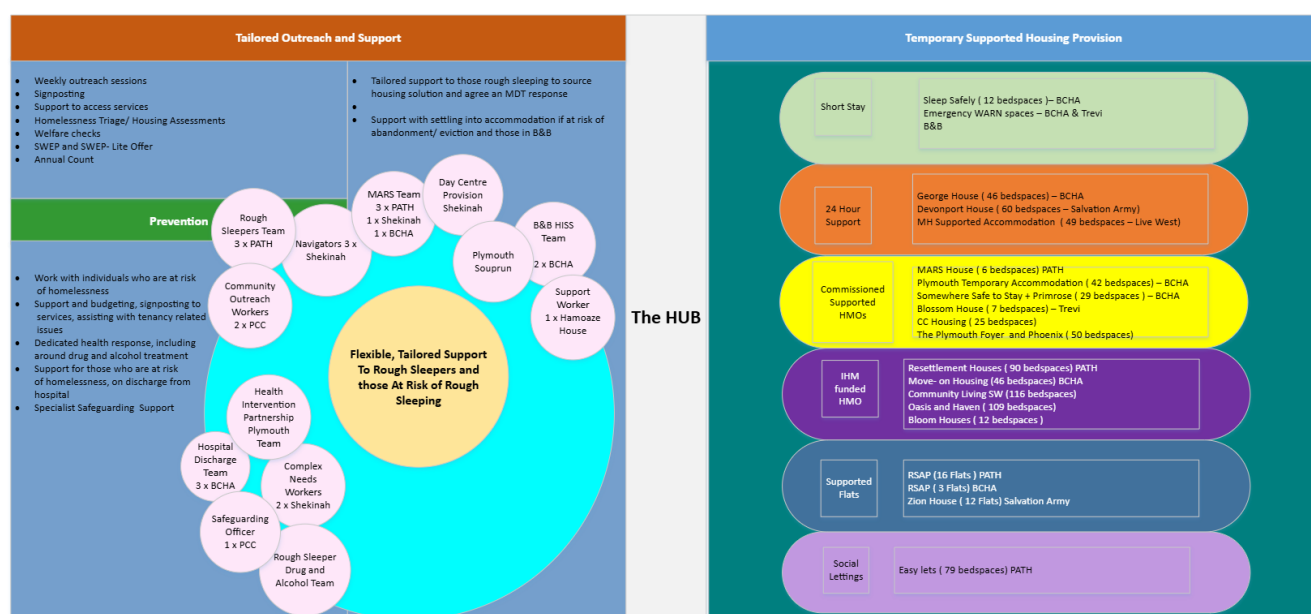 Tailored Outreach and Support
• Weekly outreach sessions
• Signposting
• Support to access services
• Homelessness Triage/ Housing Assessments
• Welfare checks
• SWEP and SWEP- Lite Offer
• Annual Count
• Tailored support to those rough sleeping to source
housing solution and agree an MDT response
•
• Support with settling into accommodation if at risk of
abandonment/ eviction and those in B&B
Prevention
• Work with individuals who are at risk
of homelessness
• Support and budgeting, signposting to
services, assisting with tenancy related
issues
• Dedicated health response, including
around drug and alcohol treatment
• Support for those who are at risk
of homelessness, on discharge from
hospital
• Specialist Safeguarding Support
Rough
Sleepers Team
3 x PATH
Navigators 3 x
Shekinah
MARS Team
3 x PATH
1 x Shekinah
1 x BCHA
Day Centre
Provision
Shekinah
Plymouth
Souprun
B&B HISS
Team
2 x BCHA
Support
Worker
1 x Hamoaze
House
Community
Outreach
Workers
2 x PCC
Flexible, Tailored Support
To Rough Sleepers and
those At Risk of Rough
Sleeping
Health
Intervention
Partnership
Plymouth
Team
Hospital
Discharge
Team
3 x BCHA
Complex
Needs
Workers
2 x Shekinah
Safeguarding
Officer
1 x PCC
Rough Sleeper
Drug and
Alcohol Team
The HUB
Temporary Supported Housing Provision
Short Stay
Sleep Safely ( 12 bedspaces )– BCHA
Emergency WARN spaces – BCHA & Trevi
B&B
24 Hour
Support
George House ( 46 bedspaces) – BCHA
Devonport House ( 60 bedspaces – Salvation Army)
MH Supported Accommodation ( 49 bedspaces – Live West)
Commissioned
Supported
HMOs
MARS House ( 6 bedspaces) PATH
Plymouth Temporary Accommodation ( 42 bedspaces) – BCHA
Somewhere Safe to Stay + Primrose ( 29 bedspaces ) – BCHA
Blossom House ( 7 bedspaces) – Trevi
CC Housing ( 25 bedspaces)
The Plymouth Foyer and Phoenix ( 50 bedspaces)
IHM
funded
HMO
Resettlement Houses ( 90 bedspaces) PATH
Move- on Housing (46 bedspaces) BCHA
Community Living SW (116 bedspaces)
Oasis and Haven ( 109 bedspaces)
Bloom Houses ( 12 bedspaces )
Supported
Flats
RSAP (16 Flats ) PATH
RSAP ( 3 Flats) BCHA
Zion House ( 12 Flats) Salvation Army
Social
Lettings
Easy lets ( 79 bedspaces) PATH